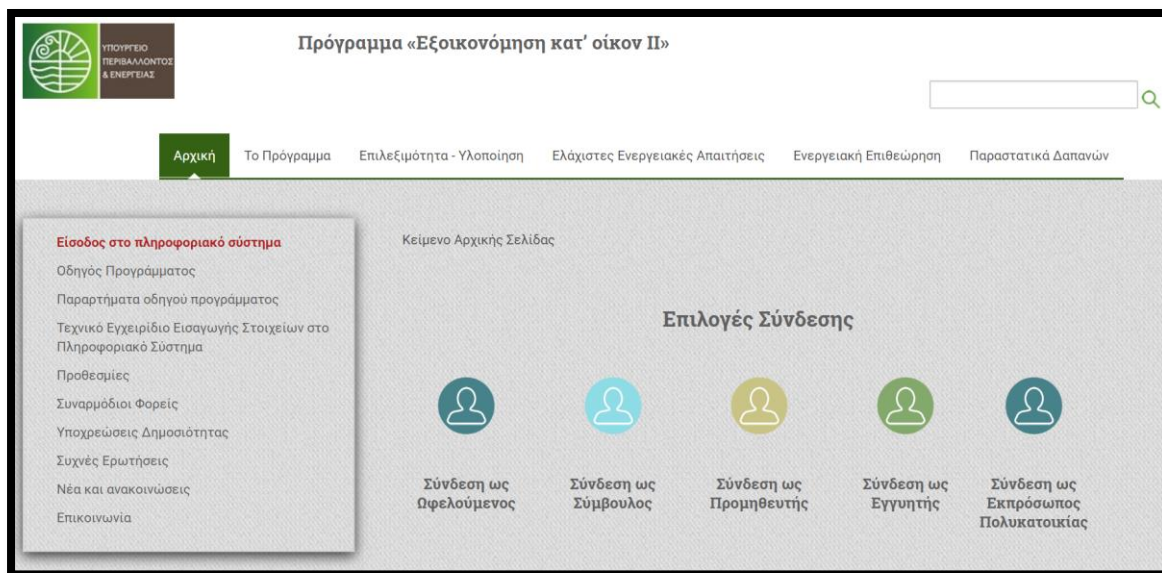 ΥΠΟΥΡΓΕΙΟ
ΠΕΡΙΒΑΛΛΟΝΤΟΣ
& ΕΝΕΡΓΕΙΑΣ
Πρόγραμμα «Εξοικονόμηση κατ’ οίκον ΙΙ»
Αρχική Το Πρόγραμμα Επιλεξιμότητα - Υλοποίηση Ελάχιστες Ενεργειακές Απαιτήσεις Ενεργειακή Επιθεώρηση Παραστατικά Δαπανών
Είσοδος στο πληροφοριακό σύστημα
Οδηγός Προγράμματος
Παραρτήματα οδηγού προγράμματος
Τεχνικό Εγχειρίδιο Εισαγωγής Στοιχείων στο
Πληροφοριακό Σύστημα
Προθεσμίες
Συναρμόδιοι Φορείς
Υποχρεώσεις Δημοσιότητας
Συχνές Ερωτήσεις
Νέα και ανακοινώσεις
Επικοινωνία
Κείμενο Αρχικής Σελίδας
Επιλογές Σύνδεσης
Σύνδεση ως
Ωφελούμενος
Σύνδεση ως
Σύμβουλος
Σύνδεση ως
Προμηθευτής
Σύνδεση ως
Εγγυητής
Σύνδεση ως
Εκπρόσωπος
Πολυκατοικίας